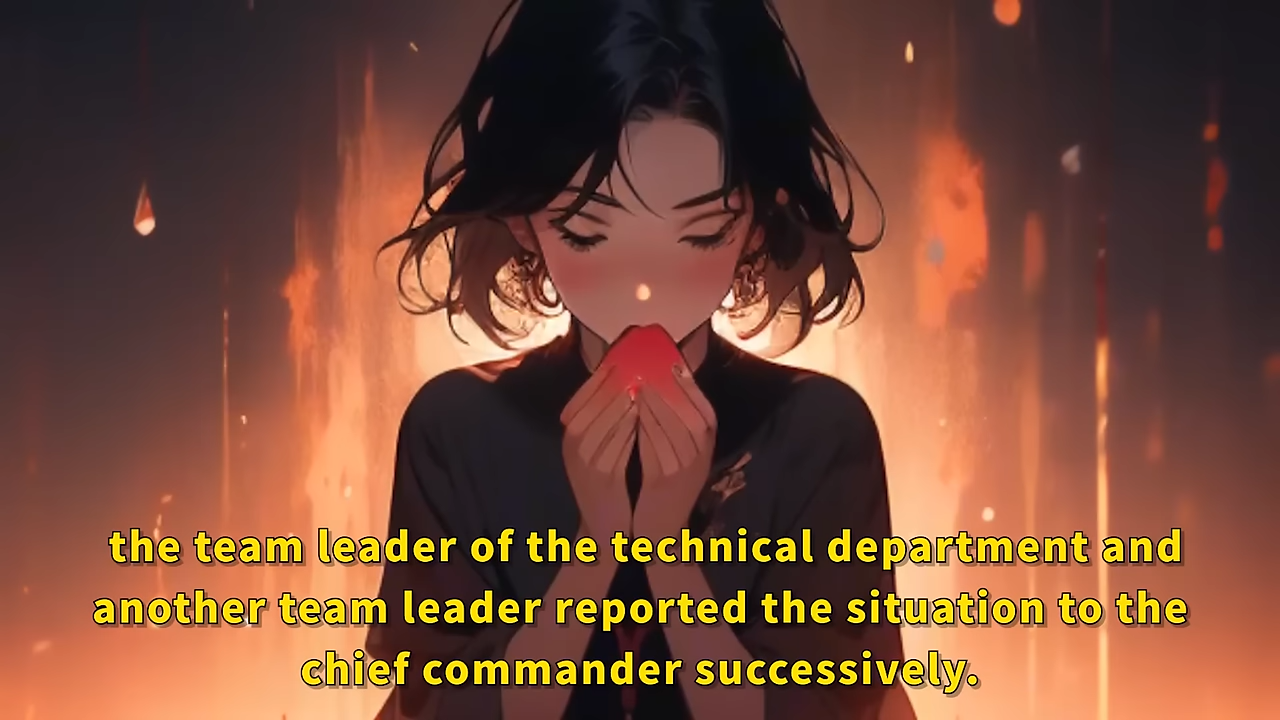 the team leader of the technical department and
another team leader reported the situation to the
chief commander successively.